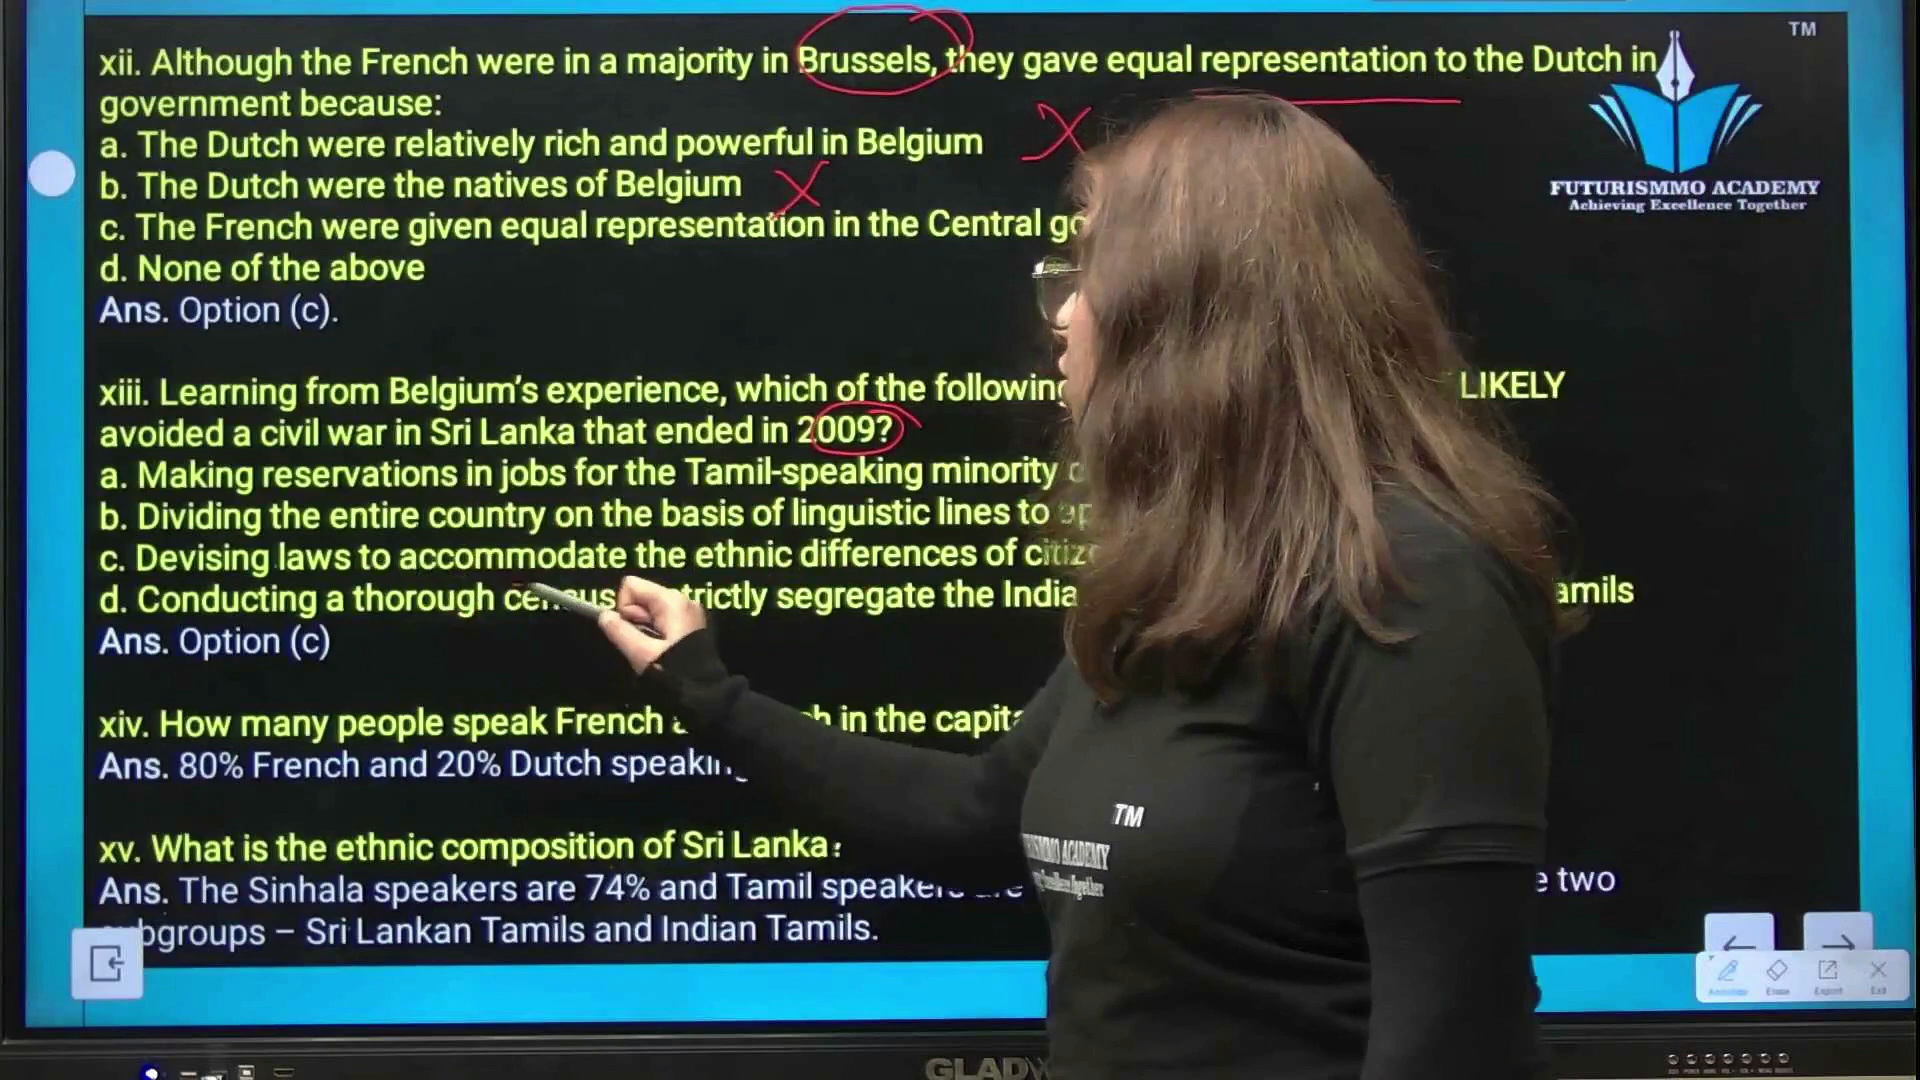 xii. Although the French were in a majority in Brussels, they gave equal representation to the Dutch in
government because:
a. The Dutch were relatively rich and powerful in Belgium
b. The Dutch were the natives of Belgium
c. The French were given equal representation in the Central
d. None of the above
Ans. Option (c).
xiii. Learning from Belgium's experience, which of the following LIKELY
avoided a civil war in Sri Lanka that ended in 2009?
a. Making reservations in jobs for the Tamil-speaking minority
b. Dividing the entire country on the basis of linguistic lines to
c. Devising laws to accommodate the ethnic differences of
d. Conducting a thorough segregate the
Ans. Option (c)
xiv. How many people speak French in the
Ans. 80% French and 20% Dutch
xv. What is the ethnic composition of Sri Lanka
Ans. The Sinhala speakers are 74% and Tamil two
– Sri Lankan Tamils and Indian Tamils.
TM
FUTURISMMO ACADEMY
Achieving Excellence Together
TM
ACADEMY
Together
Erase
Export
Exit